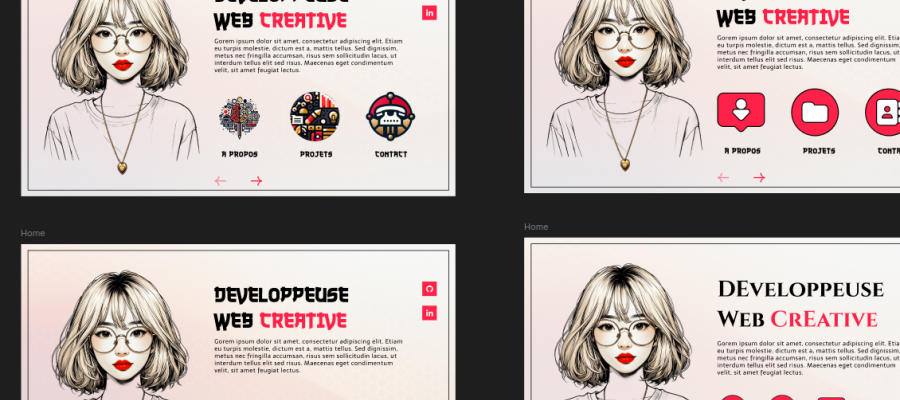 DEVELOPPEUSE
WEB CREATIVE
in
Gorem ipsum dolor sit amet, consectetur adipiscing elit. Etiam
eu turpis molestie, dictum est a, mattis tellus. Sed dignissim,
metus nec fringilla accumsan, risus sem sollicitudin lacus, ut
interdum tellus elit sed risus. Maecenas eget condimentum
velit, sit amet feugiat lectus.
A PROPOS
PROJETS
CONTACT
WEB CREATIVE
Gorem ipsum dolor sit amet, consectetur adipiscing elit. Etia
eu turpis molestie, dictum est a, mattis tellus. Sed dignissim
metus nec fringilla accumsan, risus sem sollicitudin lacus, u
interdum tellus elit sed risus. Maecenas eget condimentum
velit, sit amet feugiat lectus.
A PROPOS
PROJETS
CONTA
Home
DEVELOPPEUSE
WEB CREATIVE
in
Gorem ipsum dolor sit amet, consectetur adipiscing elit. Etiam
eu turpis molestie, dictum est a, mattis tellus. Sed dignissim,
metus nec fringilla accumsan, risus sem sollicitudin lacus, ut
interdum tellus elit sed risus. Maecenas eget condimentum
velit, sit amet feugiat lectus.
Home
DEVELOPPEUSE
WEB CREATIVE
Gorem ipsum dolor sit amet, consectetur adipiscing elit. Etia
eu turpis molestie, dictum est a, mattis tellus. Sed dignissim
metus nec fringilla accumsan, risus sem sollicitudin lacus, u
interdum tellus elit sed risus. Maecenas eget condimentum
velit, sit amet feugiat lectus.